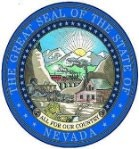 THE GREAT SEAL OF THE STATE OF
NEVADA
ALL FOR OUR COUNTRY